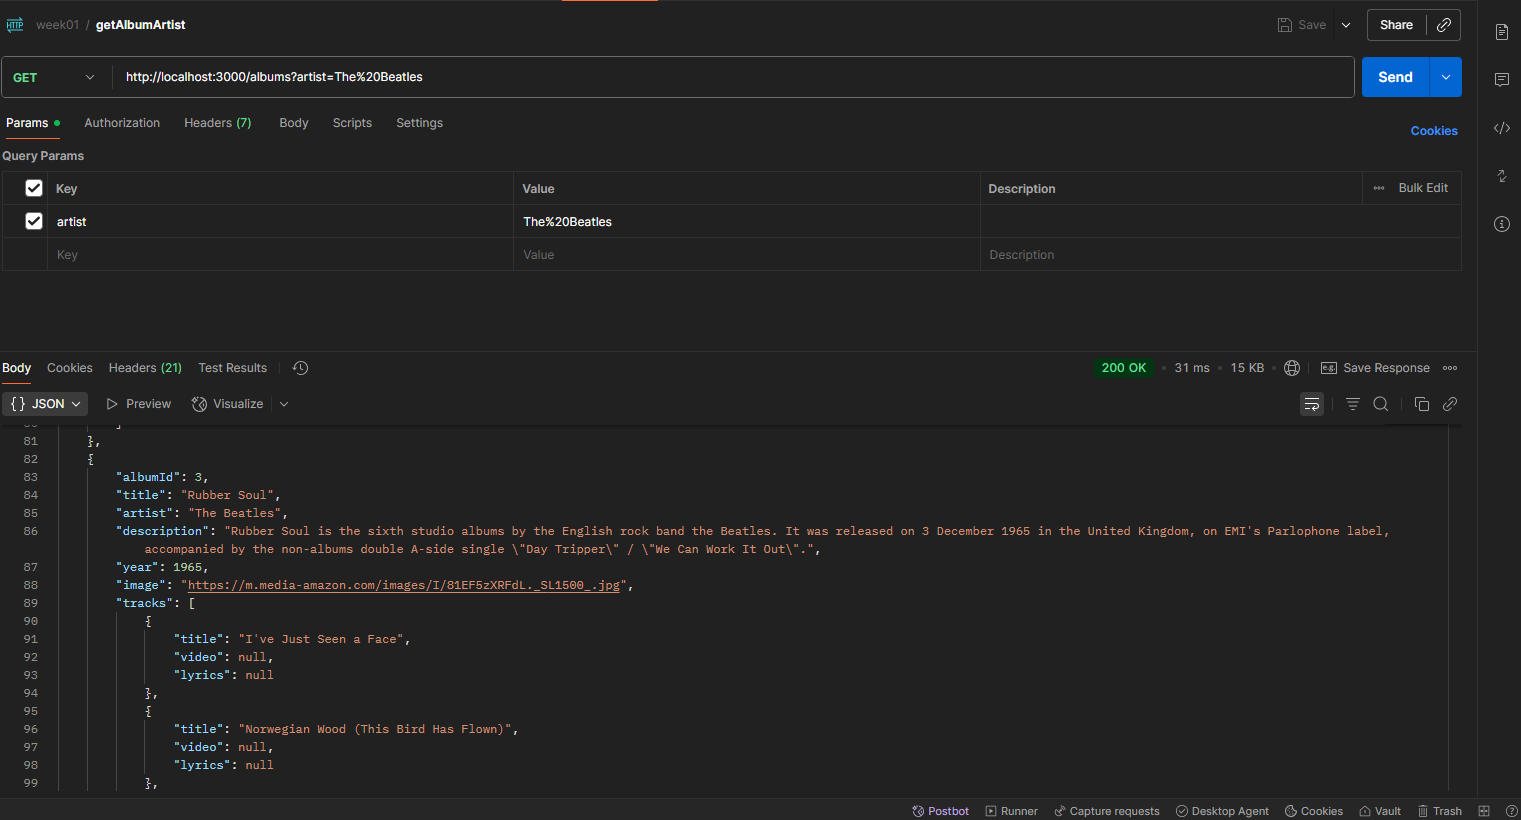 HTTP week01 / getAlbumArtist Save Share
GET http://localhost:3000/albums?artist=The%20Beatles Send
Params Authorization Headers (7) Body Scripts Settings Cookies
Query Params
Key Value Description Bulk Edit
artist The%20Beatles
Key Value Description
Body Cookies Headers (21) Test Results 200 OK 31 ms 15 KB e.g. Save Response
{} JSON Preview Visualize
81 },
82 {
83 "albumId": 3,
84 "title": "Rubber Soul",
85 "artist": "The Beatles",
86 "description": "Rubber Soul is the sixth studio albums by the English rock band the Beatles. It was released on 3 December 1965 in the United Kingdom, on EMI's Parlophone label,
accompanied by the non-albums double A-side single \"Day Tripper\" / \"We Can Work It Out\".",
87 "year": 1965,
88 "image": "https://m.media-amazon.com/images/I/81EF5zXRFdL._SL1500_.jpg",
89 "tracks": [
90 {
91 "title": "I've Just Seen a Face",
92 "video": null,
93 "lyrics": null
94 },
95 {
96 "title": "Norwegian Wood (This Bird Has Flown)",
97 "video": null,
98 "lyrics": null
99 },
Postbot Runner Capture requests Desktop Agent Cookies Vault Trash